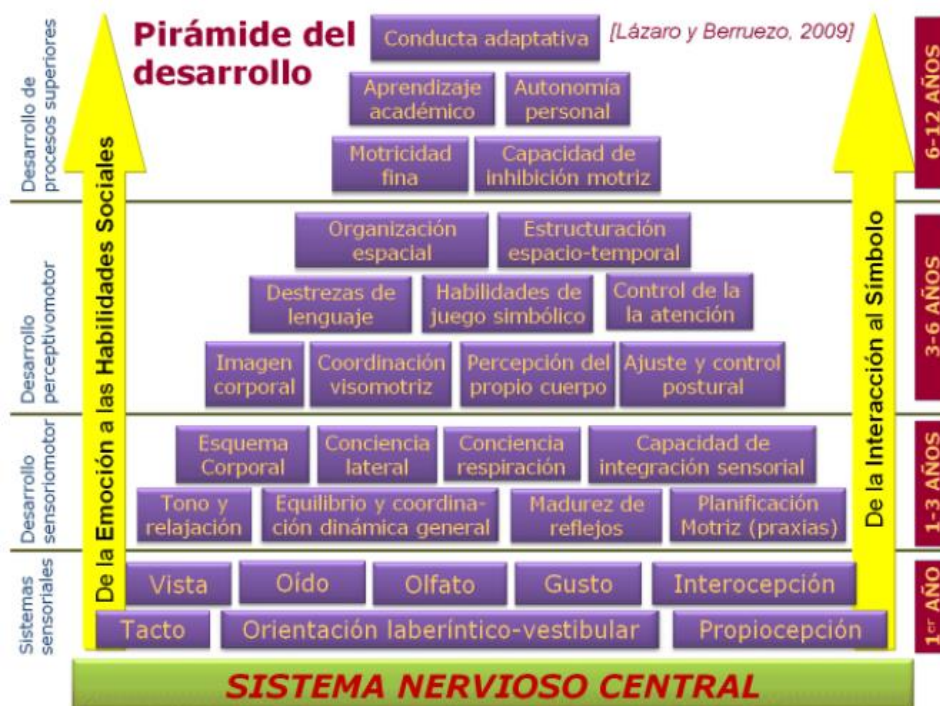 Pirámide del
desarrollo
[Lázaro y Berruezo, 2009]
Conducta adaptativa
Aprendizaje
académico
Autonomía
personal
Motricidad
fina
Capacidad de
inhibición motriz
Desarrollo de
procesos superiores
6-12 AÑOS
Organización
espacial
Estructuración
espacio-temporal
Destrezas de
lenguaje
Habilidades de
juego simbólico
Control de la
la atención
Imagen
corporal
Coordinación
visomotriz
Percepción del
propio cuerpo
Ajuste y control
postural
Desarrollo
perceptivomotor
3-6 AÑOS
Esquema
Corporal
Conciencia
lateral
Conciencia
respiración
Capacidad de
integración sensorial
Tono y
relajación
Equilibrio y coordina-
ción dinámica general
Madurez de
reflejos
Planificación
Motriz (praxias)
Desarrollo
sensoriomotor
1-3 AÑOS
Vista
Oído
Olfato
Gusto
Interocepción
Tacto
Orientación laberíntico-vestibular
Propiocepción
Sistemas
sensoriales
1er AÑO
De la Emoción a las Habilidades Sociales
De la Interacción al Símbolo
SISTEMA NERVIOSO CENTRAL